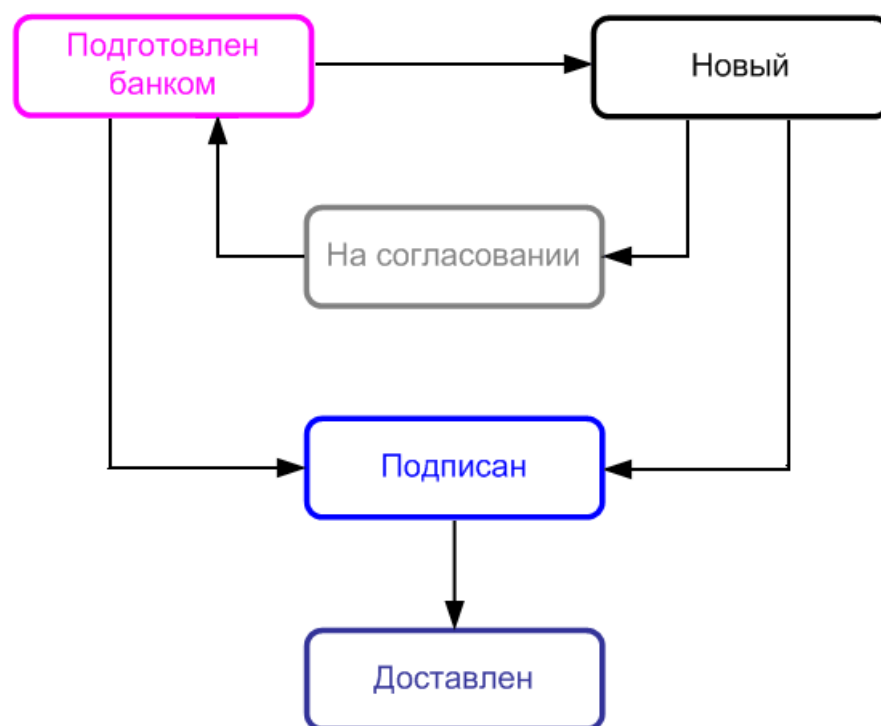 Подготовлен
банком
Новый
На согласовании
Подписан
Доставлен